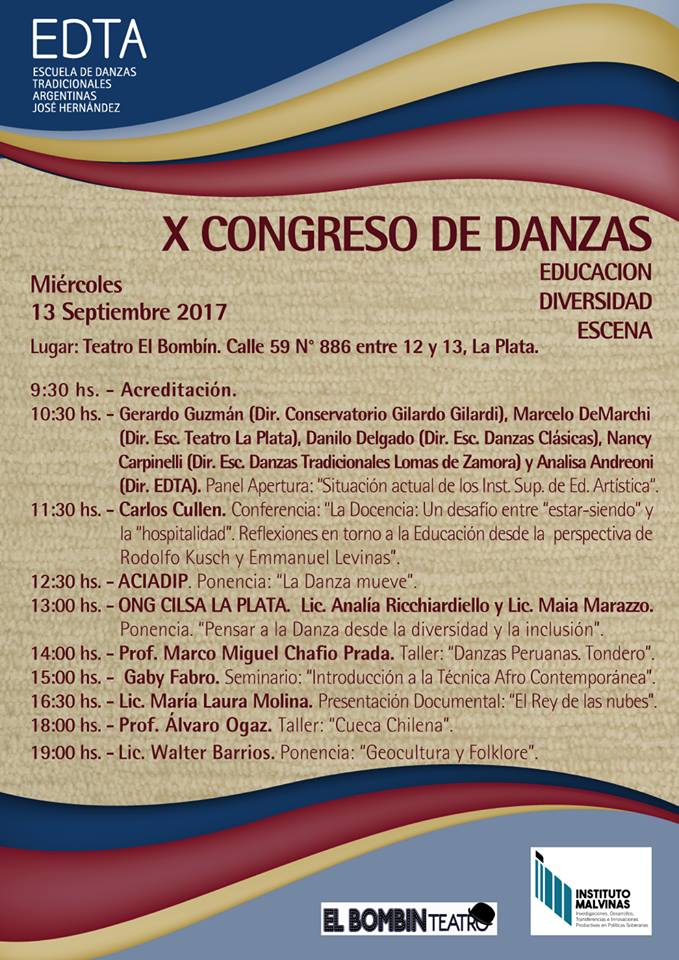 EDTA
ESCUELA DE DANZAS
TRADICIONALES
ARGENTINAS
JOSÉ HERNÁNDEZ
X CONGRESO DE DANZAS
EDUCACION
DIVERSIDAD
ESCENA
Miércoles
13 Septiembre 2017
Lugar: Teatro El Bombín. Calle 59 N° 886 entre 12 y 13, La Plata.
9:30 hs. - Acreditación.
10:30 hs. - Gerardo Guzmán (Dir. Conservatorio Gilardo Gilardi), Marcelo DeMarchi
(Dir. Esc. Teatro La Plata), Danilo Delgado (Dir. Esc. Danzas Clásicas), Nancy
Carpinelli (Dir. Esc. Danzas Tradicionales Lomas de Zamora) y Analisa Andreoni
(Dir. EDTA). Panel Apertura: "Situación actual de los Inst. Sup. de Ed. Artística".
11:30 hs. - Carlos Cullen. Conferencia: "La Docencia: Un desafío entre "estar-siendo" y
la "hospitalidad". Reflexiones en torno a la Educación desde la perspectiva de
Rodolfo Kusch y Emmanuel Levinas".
12:30 hs. - ACIADIP. Ponencia: "La Danza mueve".
13:00 hs. - ONG CILSA LA PLATA. Lic. Analía Ricchiardiello y Lic. Maia Marazzo.
Ponencia. "Pensar a la Danza desde la diversidad y la inclusión".
14:00 hs. - Prof. Marco Miguel Chafio Prada. Taller: "Danzas Peruanas. Tondero".
15:00 hs. - Gaby Fabro. Seminario: "Introducción a la Técnica Afro Contemporánea".
16:30 hs. - Lic. María Laura Molina. Presentación Documental: "El Rey de las nubes".
18:00 hs. - Prof. Álvaro Ogaz. Taller: "Cueca Chilena".
19:00 hs. - Lic. Walter Barrios. Ponencia: "Geocultura y Folklore".
EL BOMBIN TEATRO
INSTITUTO
MALVINAS
Investigaciones, Desarrollos,
Transferencias e Innovaciones
Productivas en Políticas Soberanas